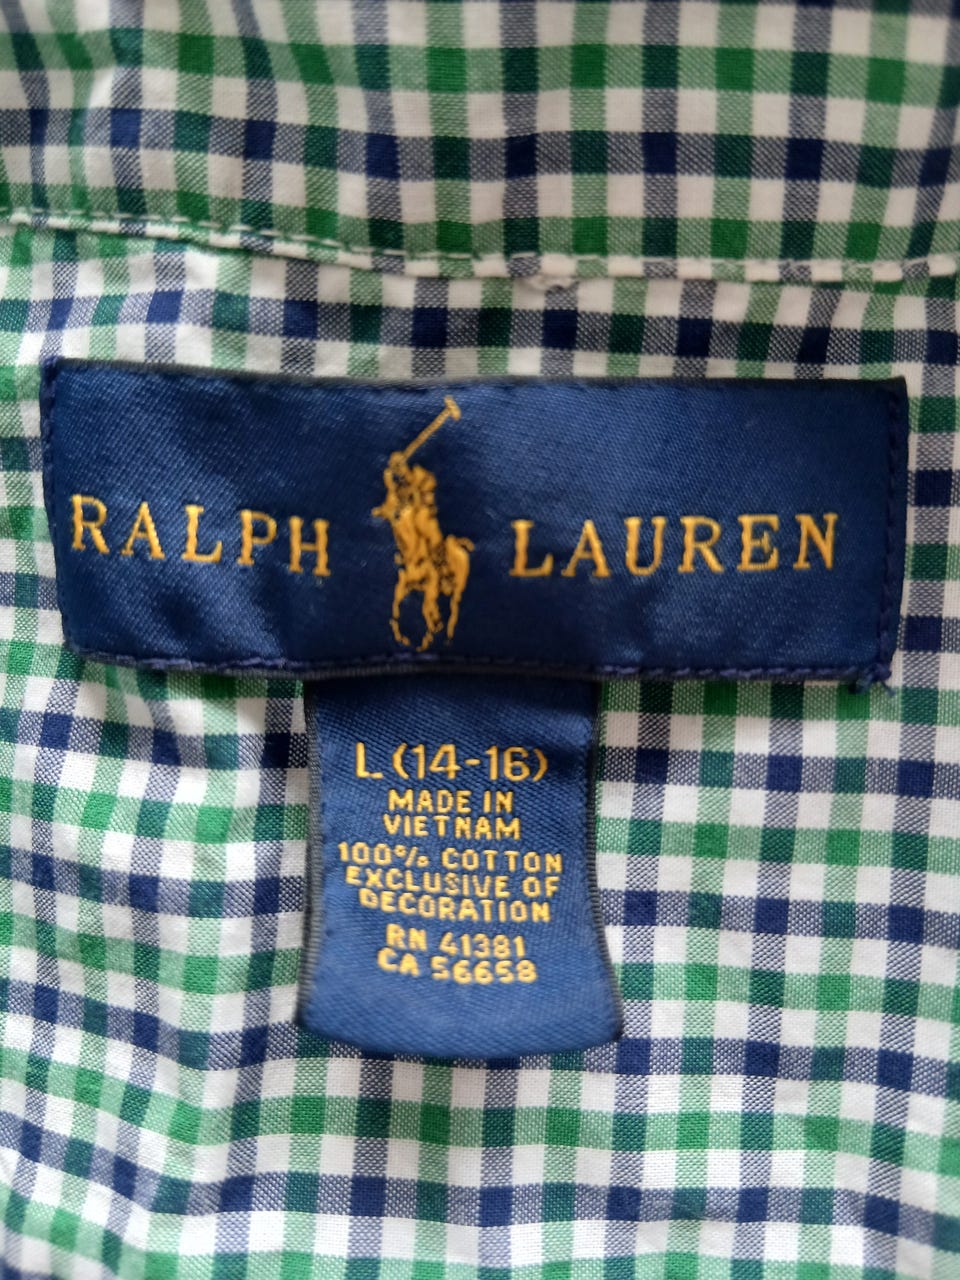 RALPH LAUREN
L (14-16)
MADE IN
VIETNAM
100% COTTON
EXCLUSIVE OF
DECORATION
RN 41381
CA 56658